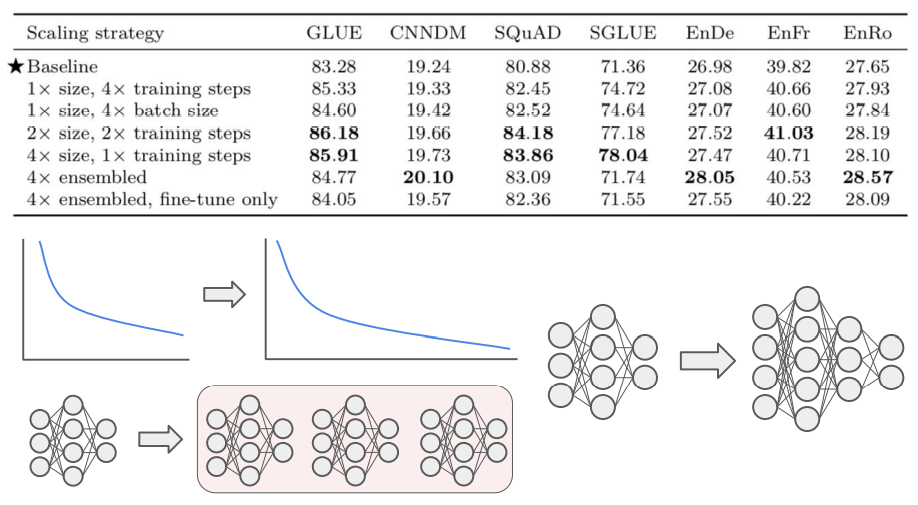 Scaling strategy GLUE CNNDM SQuAD SGLUE EnDe EnFr EnRo
★ Baseline 83.28 19.24 80.88 71.36 26.98 39.82 27.65
1× size, 4× training steps 85.33 19.33 82.45 74.72 27.08 40.66 27.93
1× size, 4× batch size 84.60 19.42 82.52 74.64 27.07 40.60 27.84
2× size, 2× training steps 86.18 19.66 84.18 77.18 27.52 41.03 28.19
4× size, 1× training steps 85.91 19.73 83.86 78.04 27.47 40.71 28.10
4× ensembled 84.77 20.10 83.09 71.74 28.05 40.53 28.57
4× ensembled, fine-tune only 84.05 19.57 82.36 71.55 27.55 40.22 28.09